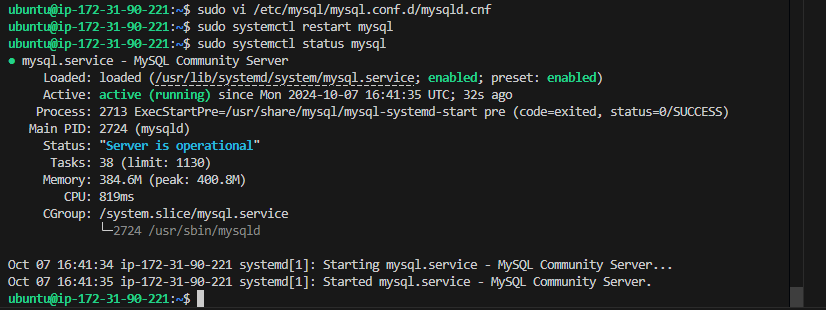 ubuntu@ip-172-31-90-221:~$ sudo vi /etc/mysql/mysql.conf.d/mysqld.cnf
ubuntu@ip-172-31-90-221:~$ sudo systemctl restart mysql
ubuntu@ip-172-31-90-221:~$ sudo systemctl status mysql
● mysql.service - MySQL Community Server
     Loaded: loaded (/usr/lib/systemd/system/mysql.service; enabled; preset: enabled)
     Active: active (running) since Mon 2024-10-07 16:41:35 UTC; 32s ago
    Process: 2713 ExecStartPre=/usr/share/mysql/mysql-systemd-start pre (code=exited, status=0/SUCCESS)
   Main PID: 2724 (mysqld)
     Status: "Server is operational"
      Tasks: 38 (limit: 1130)
     Memory: 384.6M (peak: 400.8M)
        CPU: 819ms
     CGroup: /system.slice/mysql.service
             └─2724 /usr/sbin/mysqld
Oct 07 16:41:34 ip-172-31-90-221 systemd[1]: Starting mysql.service - MySQL Community Server...
Oct 07 16:41:35 ip-172-31-90-221 systemd[1]: Started mysql.service - MySQL Community Server.
ubuntu@ip-172-31-90-221:~$